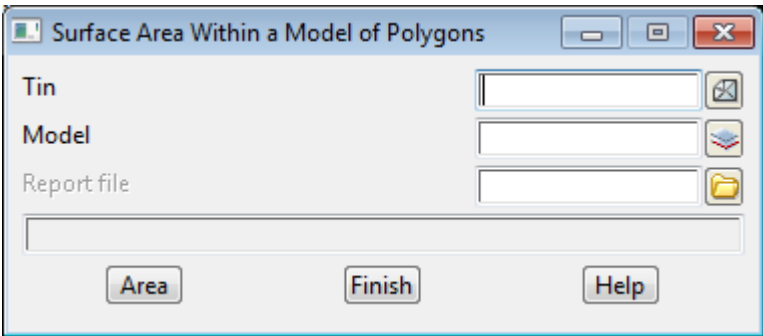 Surface Area Within a Model of Polygons
Tin
Model
Report file
Area Finish Help